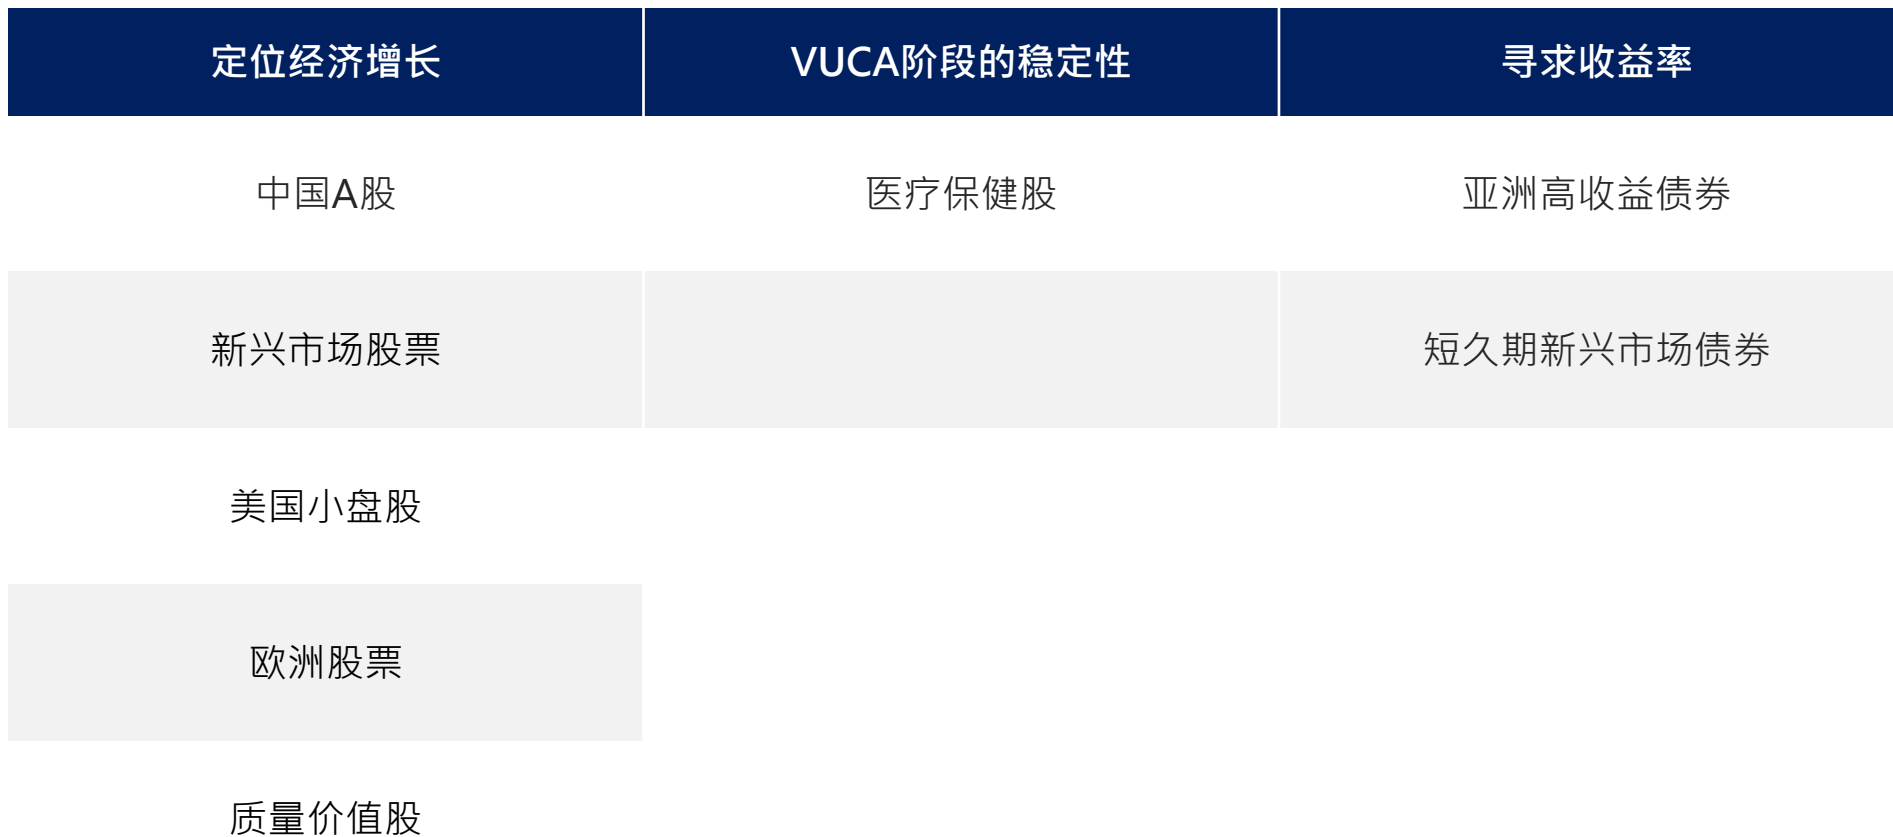 定位经济增长 VUCA阶段的稳定性 寻求收益率
中国A股 医疗保健股 亚洲高收益债券
新兴市场股票 短久期新兴市场债券
美国小盘股
欧洲股票
质量价值股